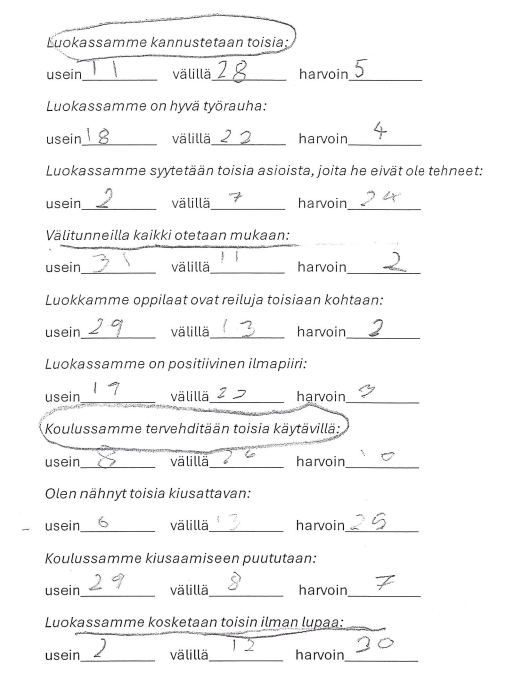 Luokassamme kannustetaan toisia:
usein 11 välillä 28 harvoin 5
Luokassamme on hyvä työrauha:
usein 18 välillä 22 harvoin 4
Luokassamme syytetään toisia asioista, joita he eivät ole tehneet:
usein 2 välillä 7 harvoin 24
Välitunneilla kaikki otetaan mukaan:
usein 31 välillä 11 harvoin 2
Luokkamme oppilaat ovat reiluja toisiaan kohtaan:
usein 29 välillä 13 harvoin 2
Luokassamme on positiivinen ilmapiiri:
usein 19 välillä 22 harvoin 3
Koulussamme tervehditään toisia käytävillä:
usein 8 välillä 26 harvoin 10
Olen nähnyt toisia kiusattavan:
usein 6 välillä 13 harvoin 25
Koulussamme kiusaamiseen puututaan:
usein 29 välillä 8 harvoin 7
Luokassamme kosketaan toisin ilman lupaa:
usein 2 välillä 12 harvoin 30